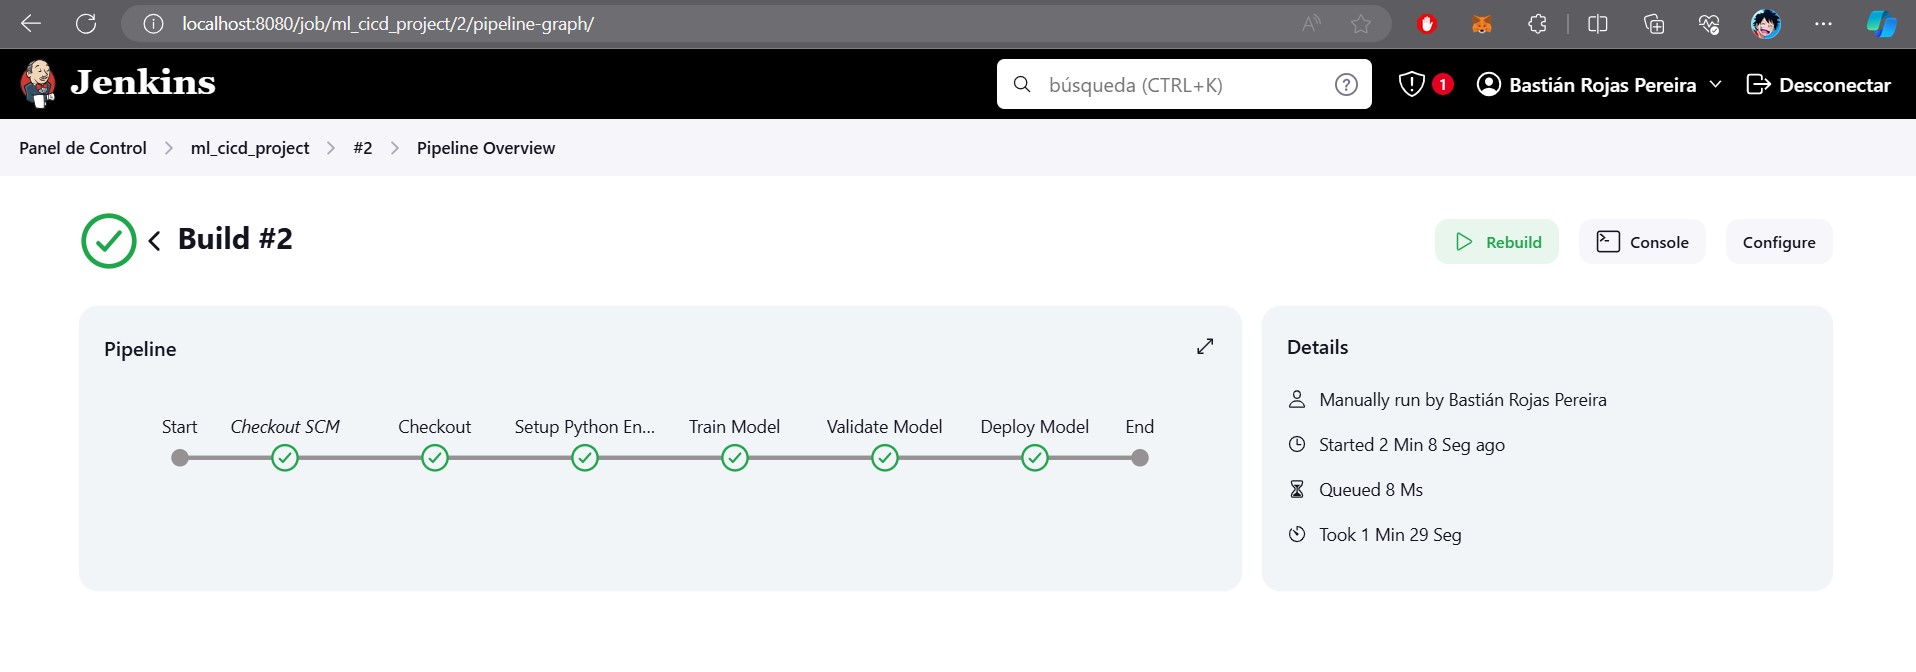 localhost:8080/job/ml_cicd_project/2/pipeline-graph/
Jenkins
búsqueda (CTRL+K)
1
Bastián Rojas Pereira
Desconectar
Panel de Control
ml_cicd_project
#2
Pipeline Overview
Build #2
Rebuild
Console
Configure
Pipeline
Start
Checkout SCM
Checkout
Setup Python En...
Train Model
Validate Model
Deploy Model
End
Details
Manually run by Bastián Rojas Pereira
Started 2 Min 8 Seg ago
Queued 8 Ms
Took 1 Min 29 Seg